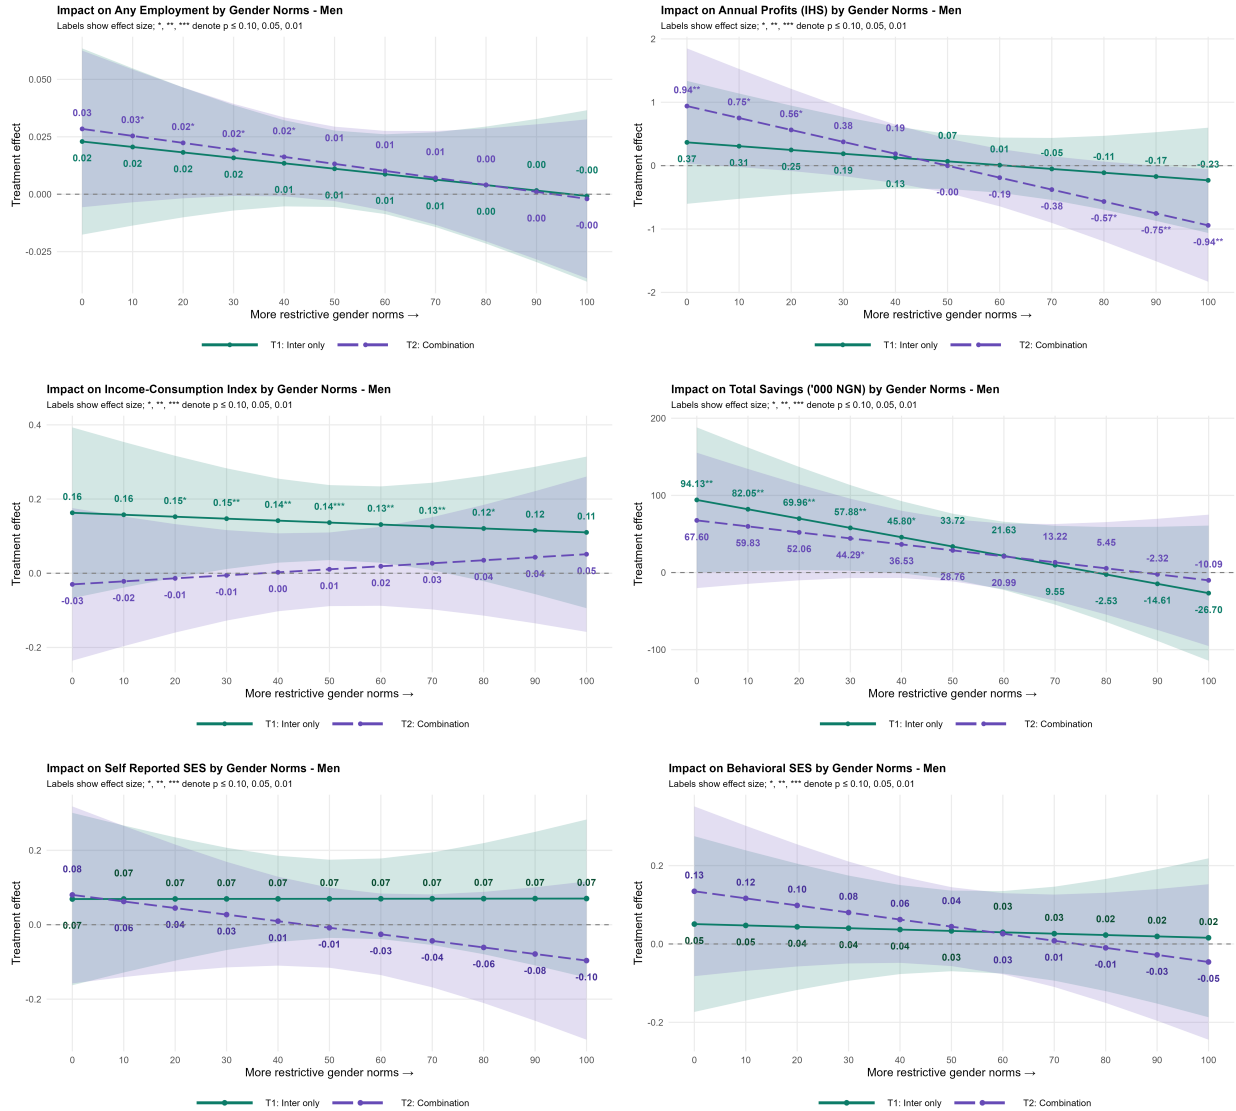 Impact on Any Employment by Gender Norms - Men
Labels show effect size; *, **, *** denote p ≤ 0.10, 0.05, 0.01
Treatment effect
0.050
0.025
0.000
-0.025
0.03 0.03* 0.02* 0.02* 0.02* 0.01 0.01 0.01 0.00 0.00 -0.00
0.02 0.02 0.02 0.02 0.01 0.01 0.01 0.01 0.00 0.00 -0.00
0 10 20 30 40 50 60 70 80 90 100
More restrictive gender norms →
T1: Inter only T2: Combination
Impact on Annual Profits (IHS) by Gender Norms - Men
Labels show effect size; *, **, *** denote p ≤ 0.10, 0.05, 0.01
Treatment effect
2
1
0
-1
-2
0.94** 0.75* 0.56* 0.38 0.19 0.07 0.01 -0.05 -0.11 -0.17 -0.23
0.37 0.31 0.25 0.19 0.13 -0.00 -0.19 -0.38 -0.57* -0.75** -0.94**
0 10 20 30 40 50 60 70 80 90 100
More restrictive gender norms →
T1: Inter only T2: Combination
Impact on Income-Consumption Index by Gender Norms - Men
Labels show effect size; *, **, *** denote p ≤ 0.10, 0.05, 0.01
Treatment effect
0.4
0.2
0.0
-0.2
0.16 0.16 0.15* 0.15** 0.14** 0.14*** 0.13** 0.13** 0.12* 0.12 0.11
-0.03 -0.02 -0.01 -0.01 0.00 0.01 0.02 0.03 0.04 0.04 0.05
0 10 20 30 40 50 60 70 80 90 100
More restrictive gender norms →
T1: Inter only T2: Combination
Impact on Total Savings ('000 NGN) by Gender Norms - Men
Labels show effect size; *, **, *** denote p ≤ 0.10, 0.05, 0.01
Treatment effect
200
100
0
-100
94.13** 82.05** 69.96** 57.88** 45.80* 33.72 21.63 13.22 5.45 -2.32 -10.09
67.60 59.83 52.06 44.29* 36.53 28.76 20.99 9.55 -2.53 -14.61 -26.70
0 10 20 30 40 50 60 70 80 90 100
More restrictive gender norms →
T1: Inter only T2: Combination
Impact on Self Reported SES by Gender Norms - Men
Labels show effect size; *, **, *** denote p ≤ 0.10, 0.05, 0.01
Treatment effect
0.2
0.0
-0.2
0.08 0.07 0.07 0.07 0.07 0.07 0.07 0.07 0.07 0.07 0.07
0.07 0.06 0.04 0.03 0.01 -0.01 -0.03 -0.04 -0.06 -0.08 -0.10
0 10 20 30 40 50 60 70 80 90 100
More restrictive gender norms →
T1: Inter only T2: Combination
Impact on Behavioral SES by Gender Norms - Men
Labels show effect size; *, **, *** denote p ≤ 0.10, 0.05, 0.01
Treatment effect
0.2
0.0
-0.2
0.13 0.12 0.10 0.08 0.06 0.04 0.03 0.03 0.02 0.02 0.02
0.05 0.05 0.04 0.04 0.04 0.03 0.03 0.01 -0.01 -0.03 -0.05
0 10 20 30 40 50 60 70 80 90 100
More restrictive gender norms →
T1: Inter only T2: Combination